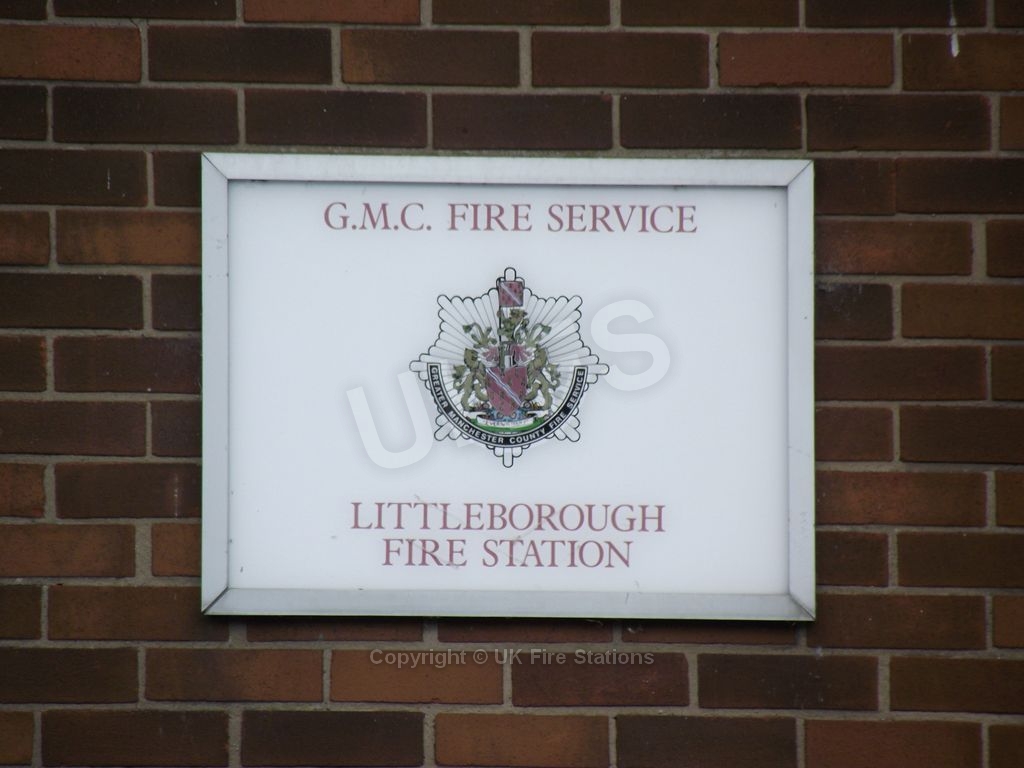 G.M.C. FIRE SERVICE
GREATER MANCHESTER COUNTY FIRE SERVICE
LITTLEBOROUGH
FIRE STATION
Copyright © UK Fire Stations